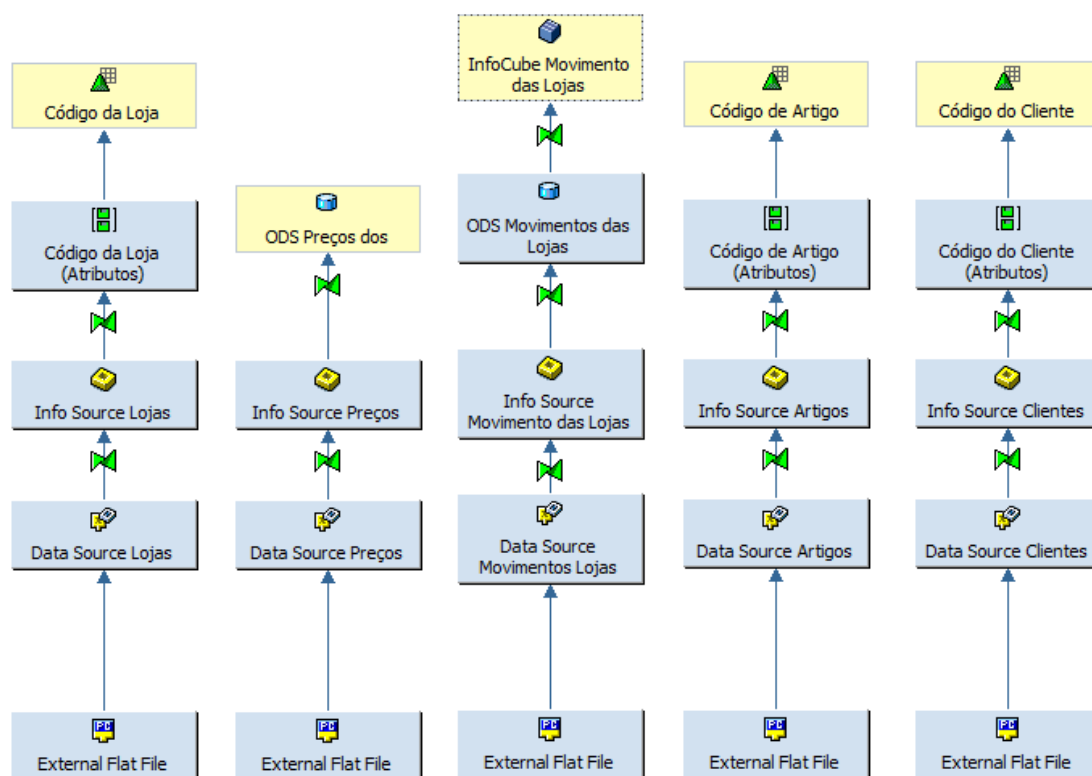 InfoCube Movimento
das Lojas
Código da Loja
Código de Artigo
Código do Cliente
ODS Preços dos
ODS Movimentos das
Lojas
Código da Loja
(Atributos)
Código de Artigo
(Atributos)
Código do Cliente
(Atributos)
Info Source Lojas
Info Source Preços
Info Source
Movimento das Lojas
Info Source Artigos
Info Source Clientes
Data Source Lojas
Data Source Preços
Data Source
Movimentos Lojas
Data Source Artigos
Data Source Clientes
External Flat File
External Flat File
External Flat File
External Flat File
External Flat File